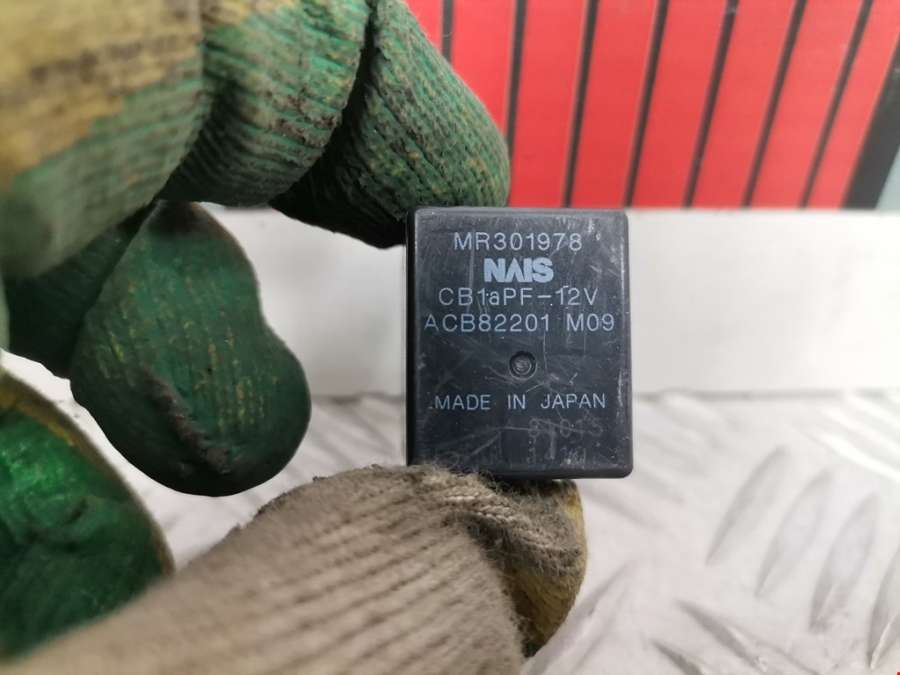 MR301978
NAiS
CB1aPF-12V
ACB82201 M09
MADE IN JAPAN